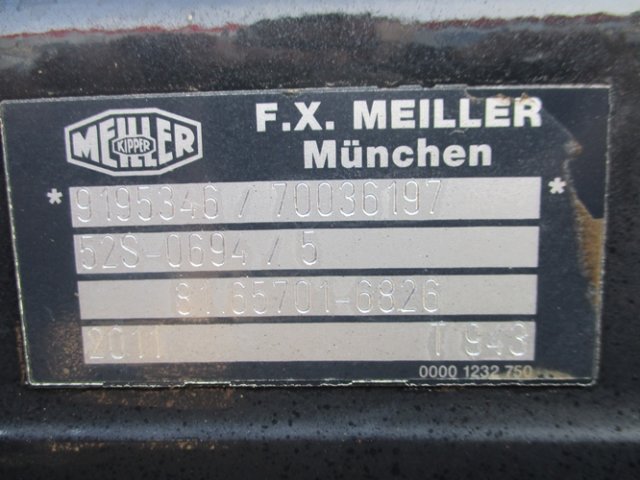 MEILLER
KIPPER
F.X. MEILLER
München
* 9195346 / 70036197 *
52S-0694 / 5
81.65701-6826
2011 T 943
0000 1232 750